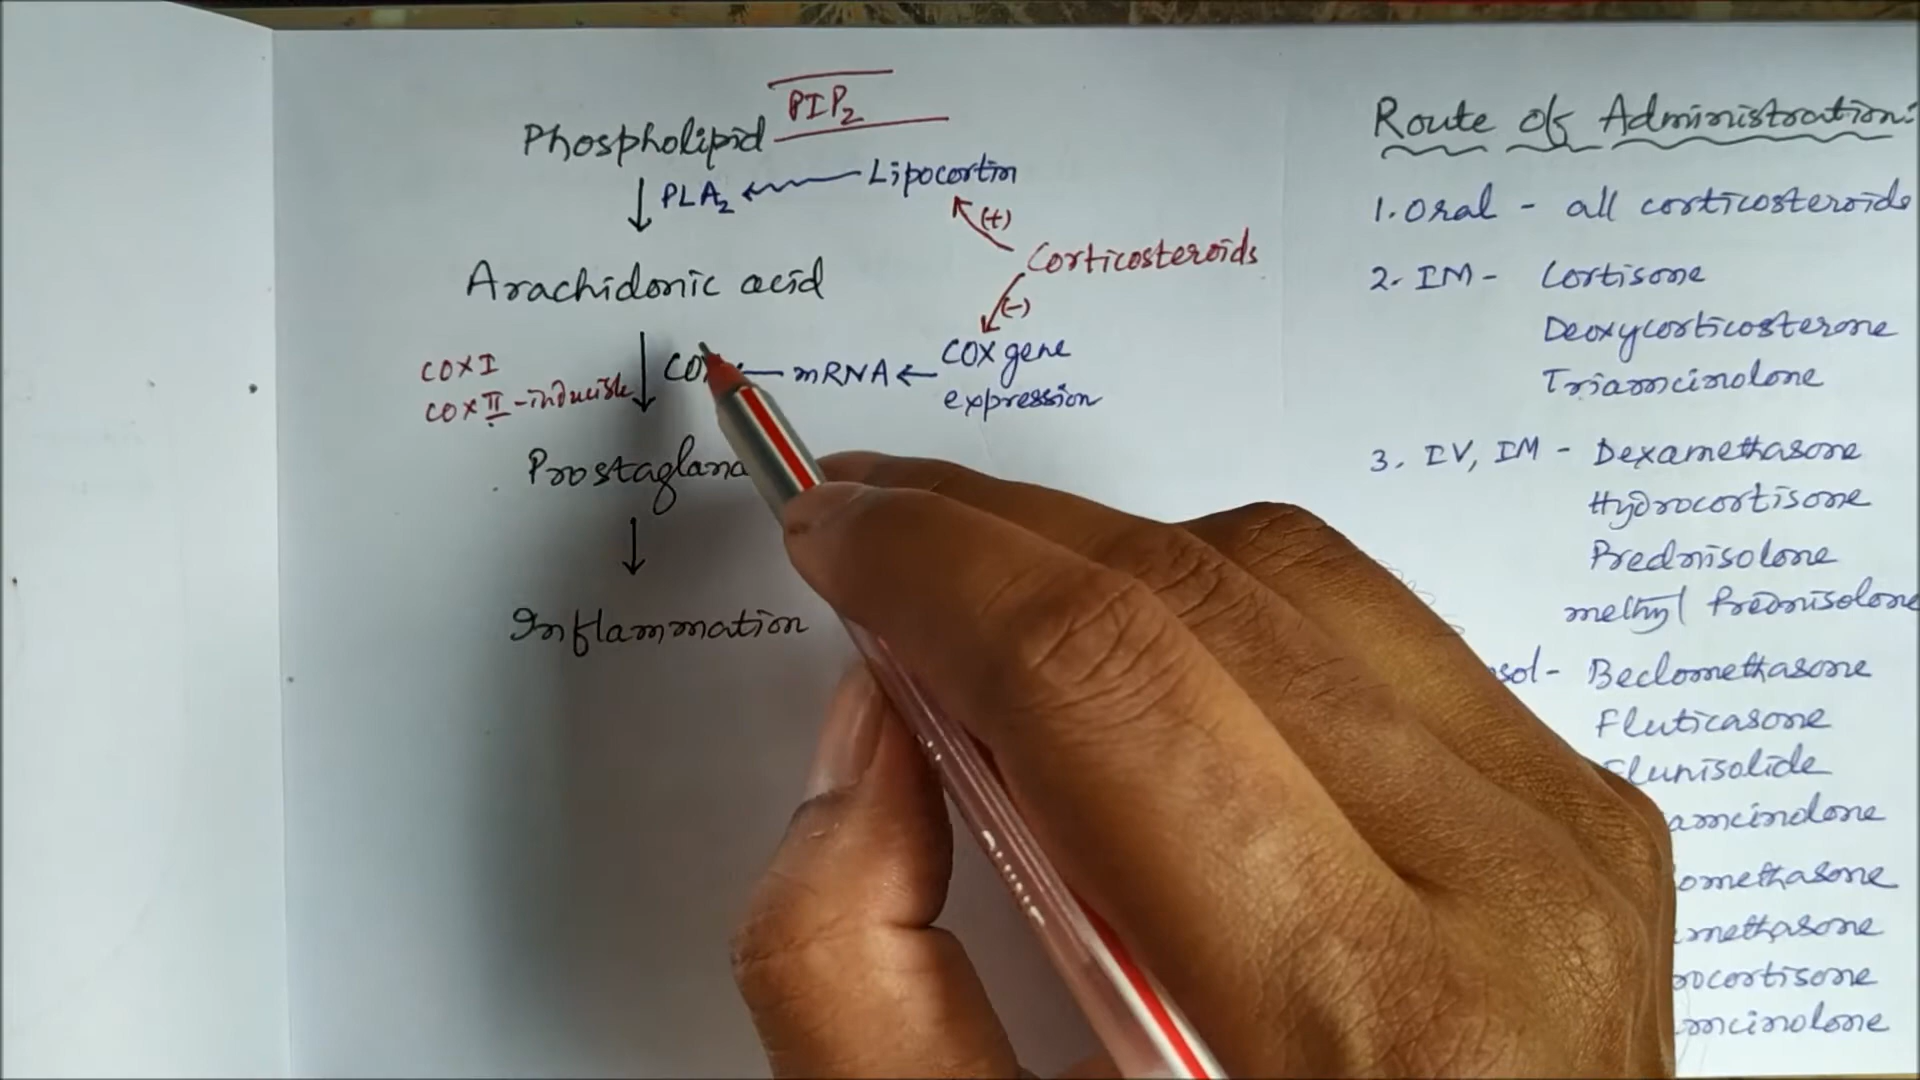 PIP2
Phospholipid
PLA2 ← Lipocortin
(+)
Corticosteroids
Arachidonic acid
(-)
COX I
COX II - inducible
COX ← mRNA ← COX gene
expression
Inflammation
Route of Administration:
1. Oral - all corticosteroids
2. IM - Cortisone
Deoxycorticosterone
Triamcinolone
3. IV, IM - Dexamethasone
Hydrocortisone
Prednisolone
methyl Prednisolone
Beclomethasone
Fluticasone
Flunisolide